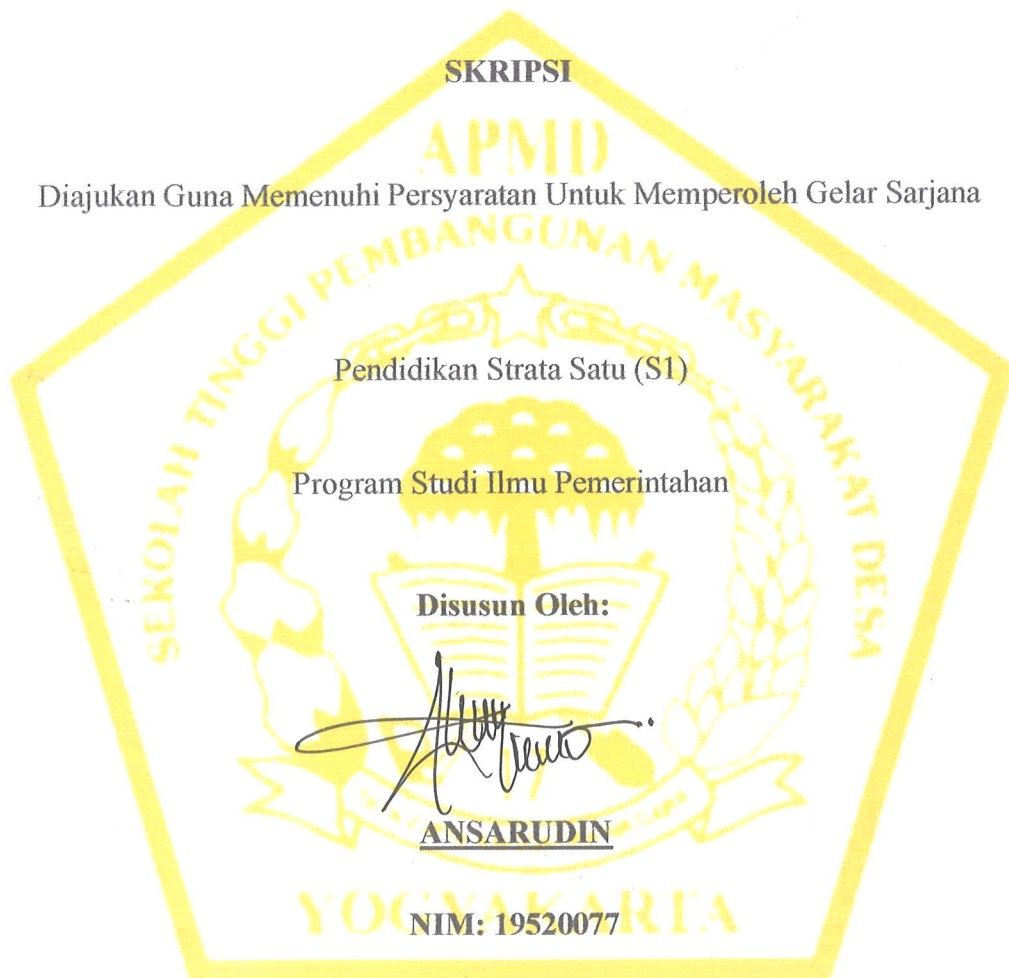 SKRIPSI
APMD
Diajukan Guna Memenuhi Persyaratan Untuk Memperoleh Gelar Sarjana
SEKOLAH TINGGI PEMBANGUNAN MASYARAKAT DESA
Pendidikan Strata Satu (S1)
Program Studi Ilmu Pemerintahan
Disusun Oleh:
ANSARUDIN
YOGYAKARTA
NIM: 19520077